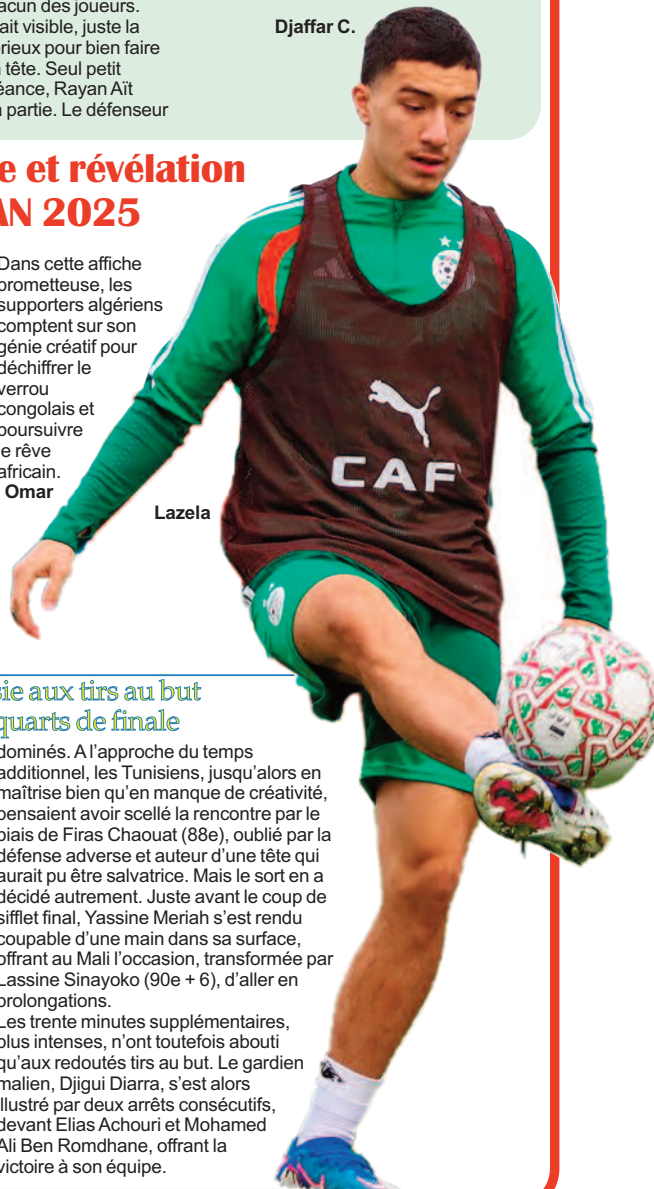 acun des joueurs.
ait visible, juste la
rieux pour bien faire
tête. Seul petit
éance, Rayan Aït
partie. Le défenseur
Djaffar C.
e et révélation
AN 2025
Dans cette affiche
prometteuse, les
supporters algériens
comptent sur son
génie créatif pour
déchiffrer le
verrou
congolais et
poursuivre
le rêve
africain.
Omar
Lazela
CAF
sie aux tirs au but
quarts de finale
dominés. A l’approche du temps
additionnel, les Tunisiens, jusqu’alors en
maîtrise bien qu’en manque de créativité,
pensaient avoir scellé la rencontre par le
biais de Firas Chaouat (88e), oublié par la
défense adverse et auteur d’une tête qui
aurait pu être salvatrice. Mais le sort en a
décidé autrement. Juste avant le coup de
sifflet final, Yassine Meriah s’est rendu
coupable d’une main dans sa surface,
offrant au Mali l’occasion, transformée par
Lassine Sinayoko (90e + 6), d’aller en
prolongations.
Les trente minutes supplémentaires,
plus intenses, n’ont toutefois abouti
qu’aux redoutés tirs au but. Le gardien
malien, Djigui Diarra, s’est alors
illustré par deux arrêts consécutifs,
devant Elias Achouri et Mohamed
Ali Ben Romdhane, offrant la
victoire à son équipe.